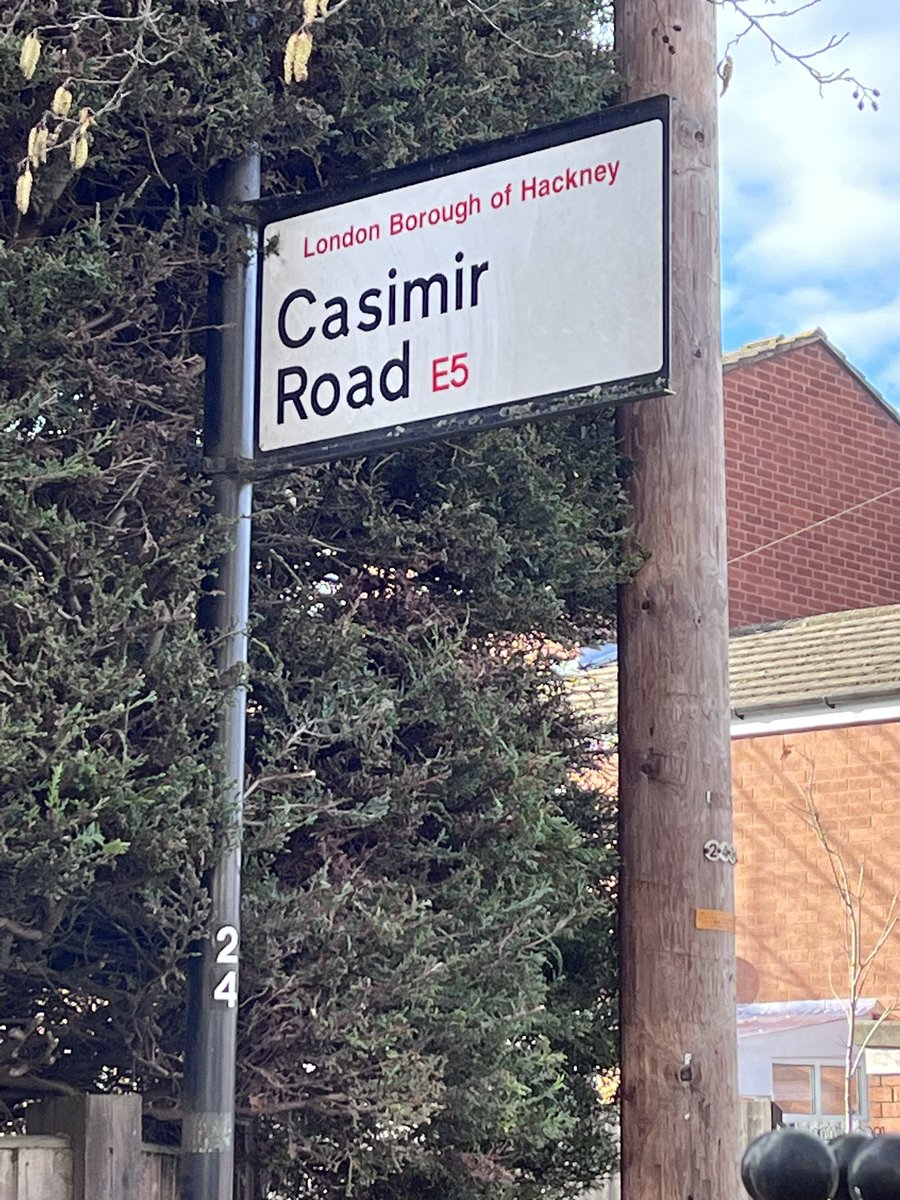 London Borough of Hackney
Casimir
Road E5
2
4